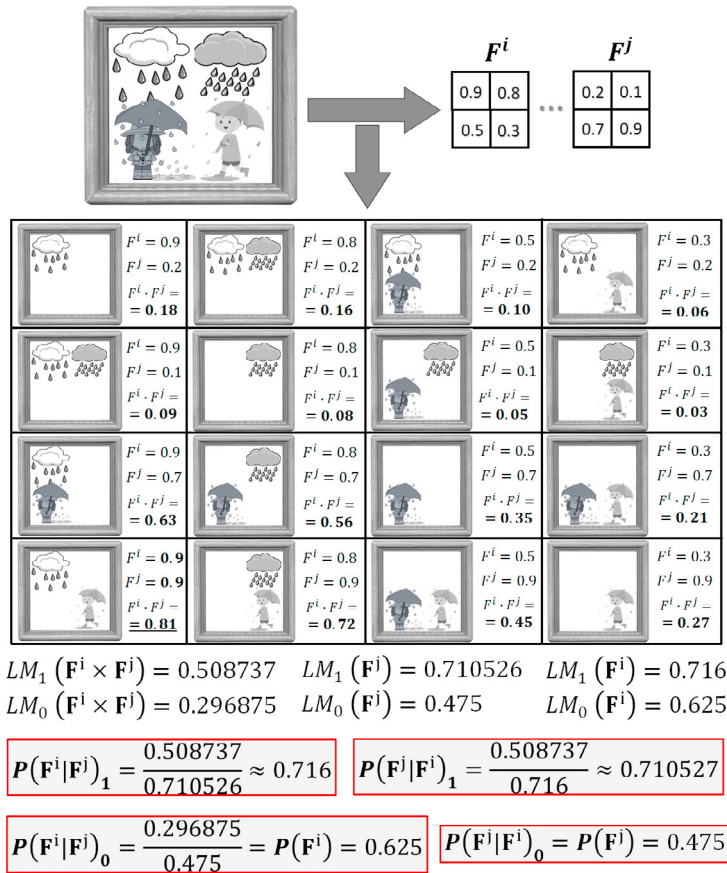 F^i F^j
0.9 0.8 ... 0.2 0.1
0.5 0.3 0.7 0.9
F^i = 0.9 F^i = 0.8 F^i = 0.5 F^i = 0.3
F^j = 0.2 F^j = 0.2 F^j = 0.2 F^j = 0.2
F^i · F^j = F^i · F^j = F^i · F^j = F^i · F^j =
= 0.18 = 0.16 = 0.10 = 0.06
F^i = 0.9 F^i = 0.8 F^i = 0.5 F^i = 0.3
F^j = 0.1 F^j = 0.1 F^j = 0.1 F^j = 0.1
F^i · F^j = F^i · F^j = F^i · F^j = F^i · F^j =
= 0.09 = 0.08 = 0.05 = 0.03
F^i = 0.9 F^i = 0.8 F^i = 0.5 F^i = 0.3
F^j = 0.7 F^j = 0.7 F^j = 0.7 F^j = 0.7
F^i · F^j = F^i · F^j = F^i · F^j = F^i · F^j =
= 0.63 = 0.56 = 0.35 = 0.21
F^i = 0.9 F^i = 0.8 F^i = 0.5 F^i = 0.3
F^j = 0.9 F^j = 0.9 F^j = 0.9 F^j = 0.9
F^i · F^j = F^i · F^j = F^i · F^j = F^i · F^j =
= 0.81 = 0.72 = 0.45 = 0.27
LM₁ (F^i × F^j) = 0.508737 LM₁ (F^j) = 0.710526 LM₁ (F^i) = 0.716
LM₀ (F^i × F^j) = 0.296875 LM₀ (F^j) = 0.475 LM₀ (F^i) = 0.625
P(F^i|F^j)₁ = 0.508737 / 0.710526 ≈ 0.716 P(F^j|F^i)₁ = 0.508737 / 0.716 ≈ 0.710527
P(F^i|F^j)₀ = 0.296875 / 0.475 = P(F^i) = 0.625 P(F^j|F^i)₀ = P(F^j) = 0.475